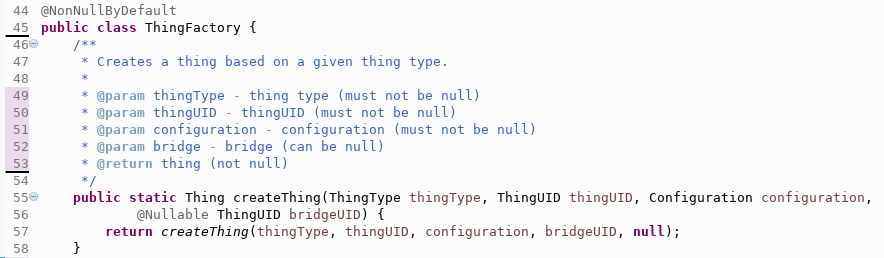 44 @NonNullByDefault
45 public class ThingFactory {
46 /**
47 * Creates a thing based on a given thing type.
48 *
49 * @param thingType - thing type (must not be null)
50 * @param thingUID - thingUID (must not be null)
51 * @param configuration - configuration (must not be null)
52 * @param bridge - bridge (can be null)
53 * @return thing (not null)
54 */
55 public static Thing createThing(ThingType thingType, ThingUID thingUID, Configuration configuration,
56 @Nullable ThingUID bridgeUID) {
57 return createThing(thingType, thingUID, configuration, bridgeUID, null);
58 }